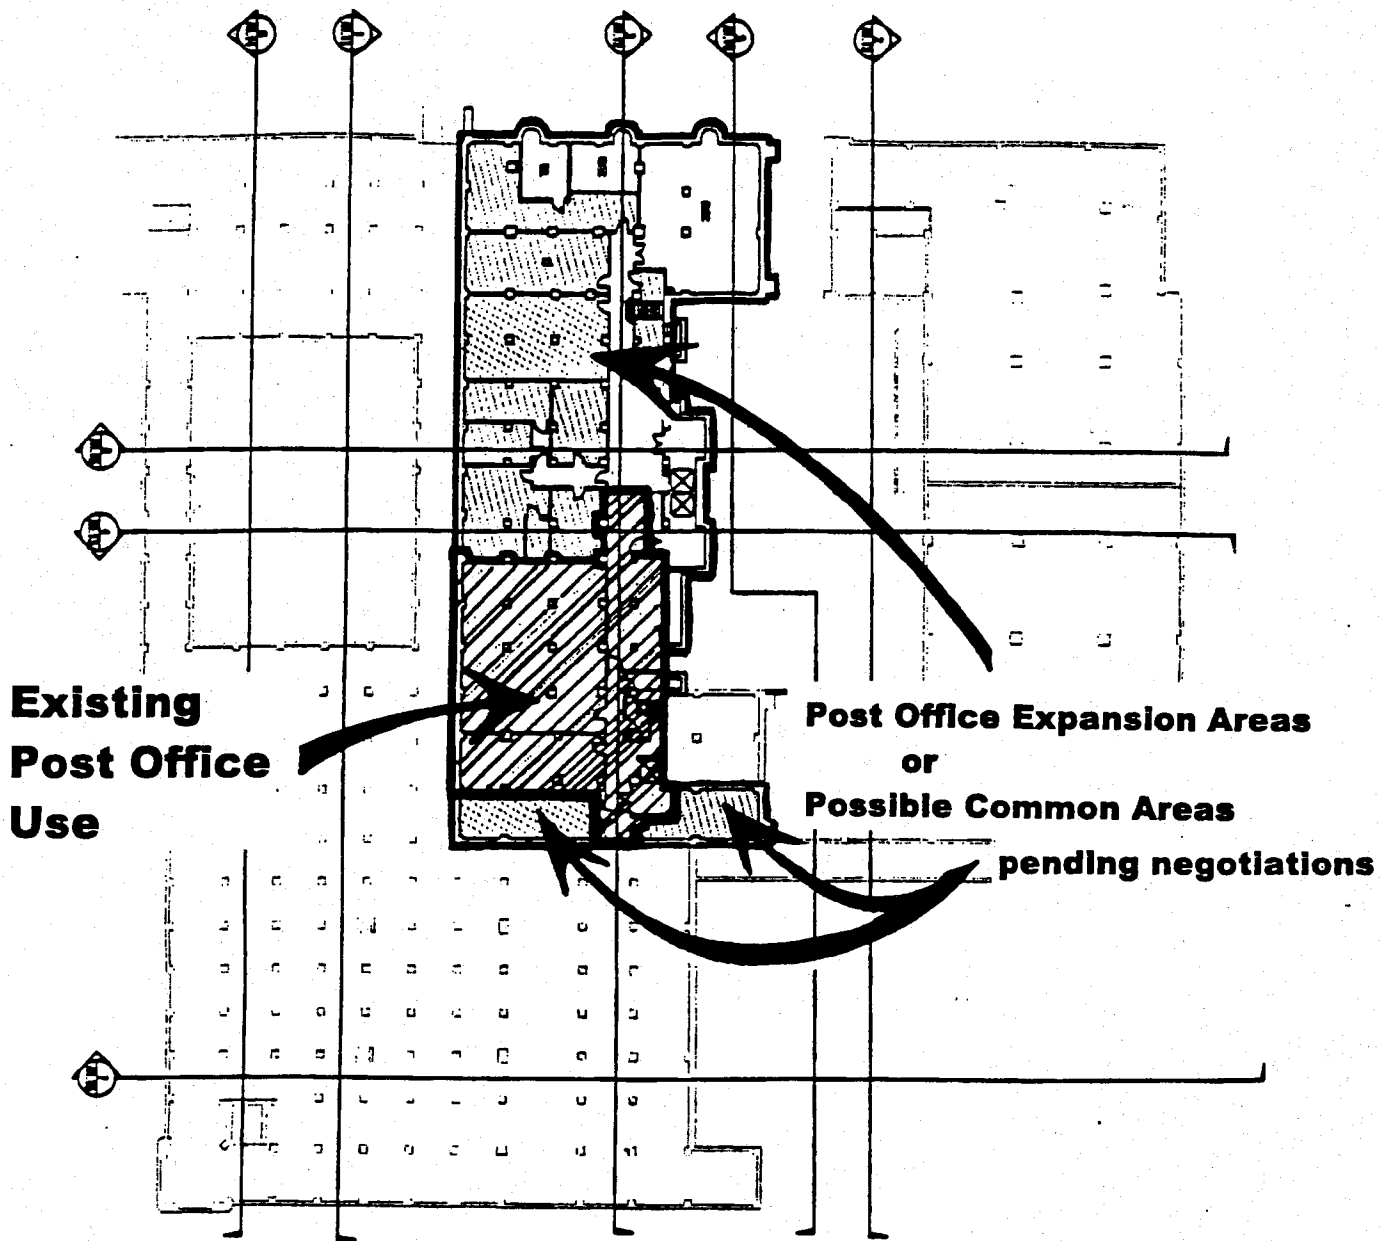 Existing
Post Office
Use
Post Office Expansion Areas
or
Possible Common Areas
pending negotiations